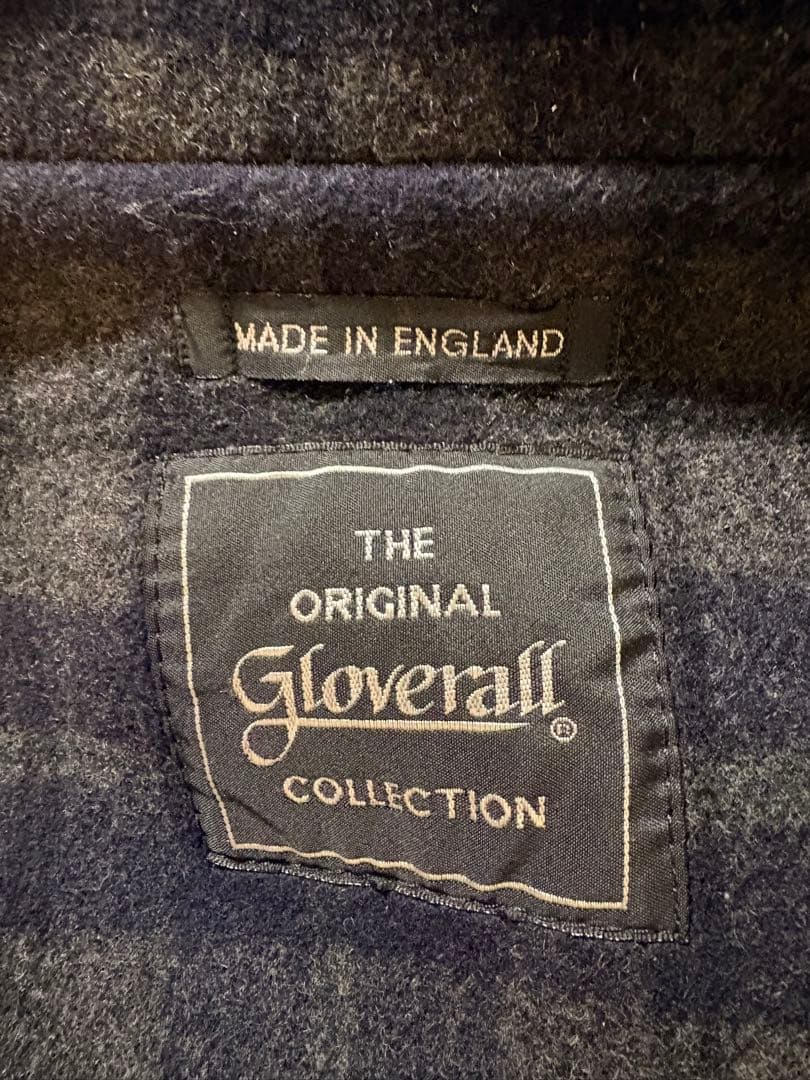 MADE IN ENGLAND
THE
ORIGINAL
Gloverall®
COLLECTION